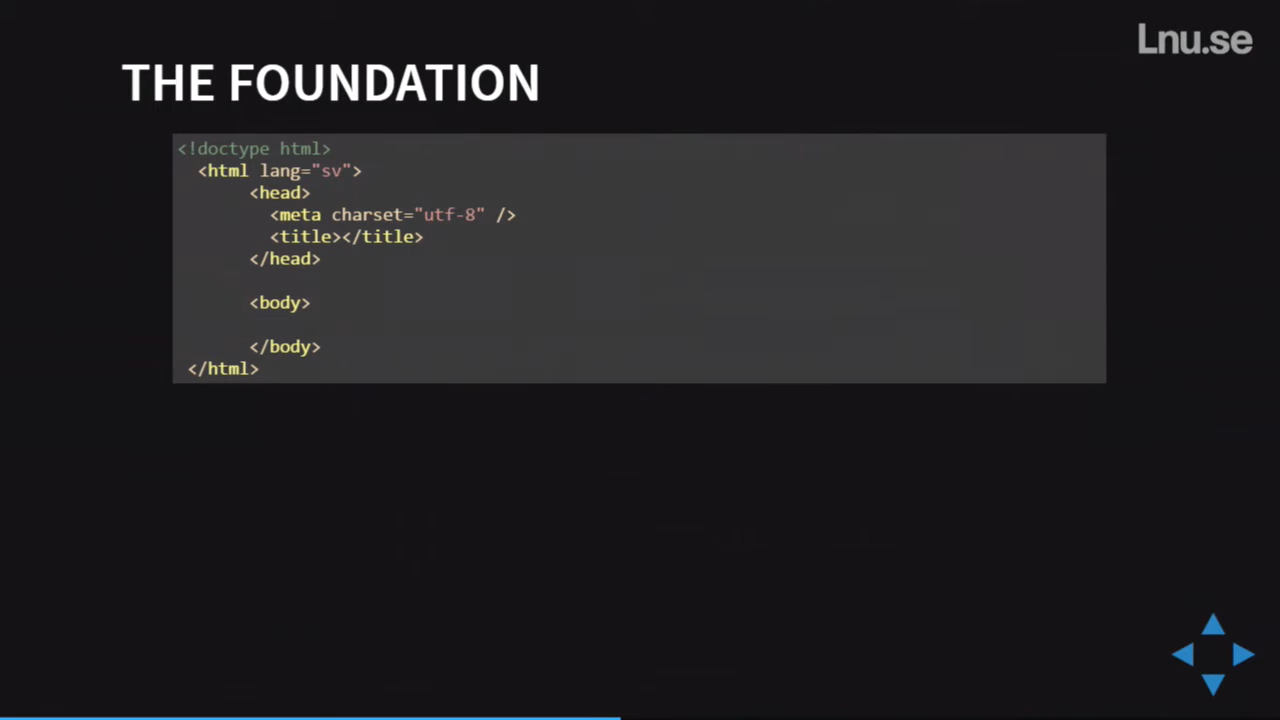 Lnu.se
THE FOUNDATION
<!doctype html>
<html lang="sv">
<head>
<meta charset="utf-8" />
<title></title>
</head>
<body>
</body>
</html>